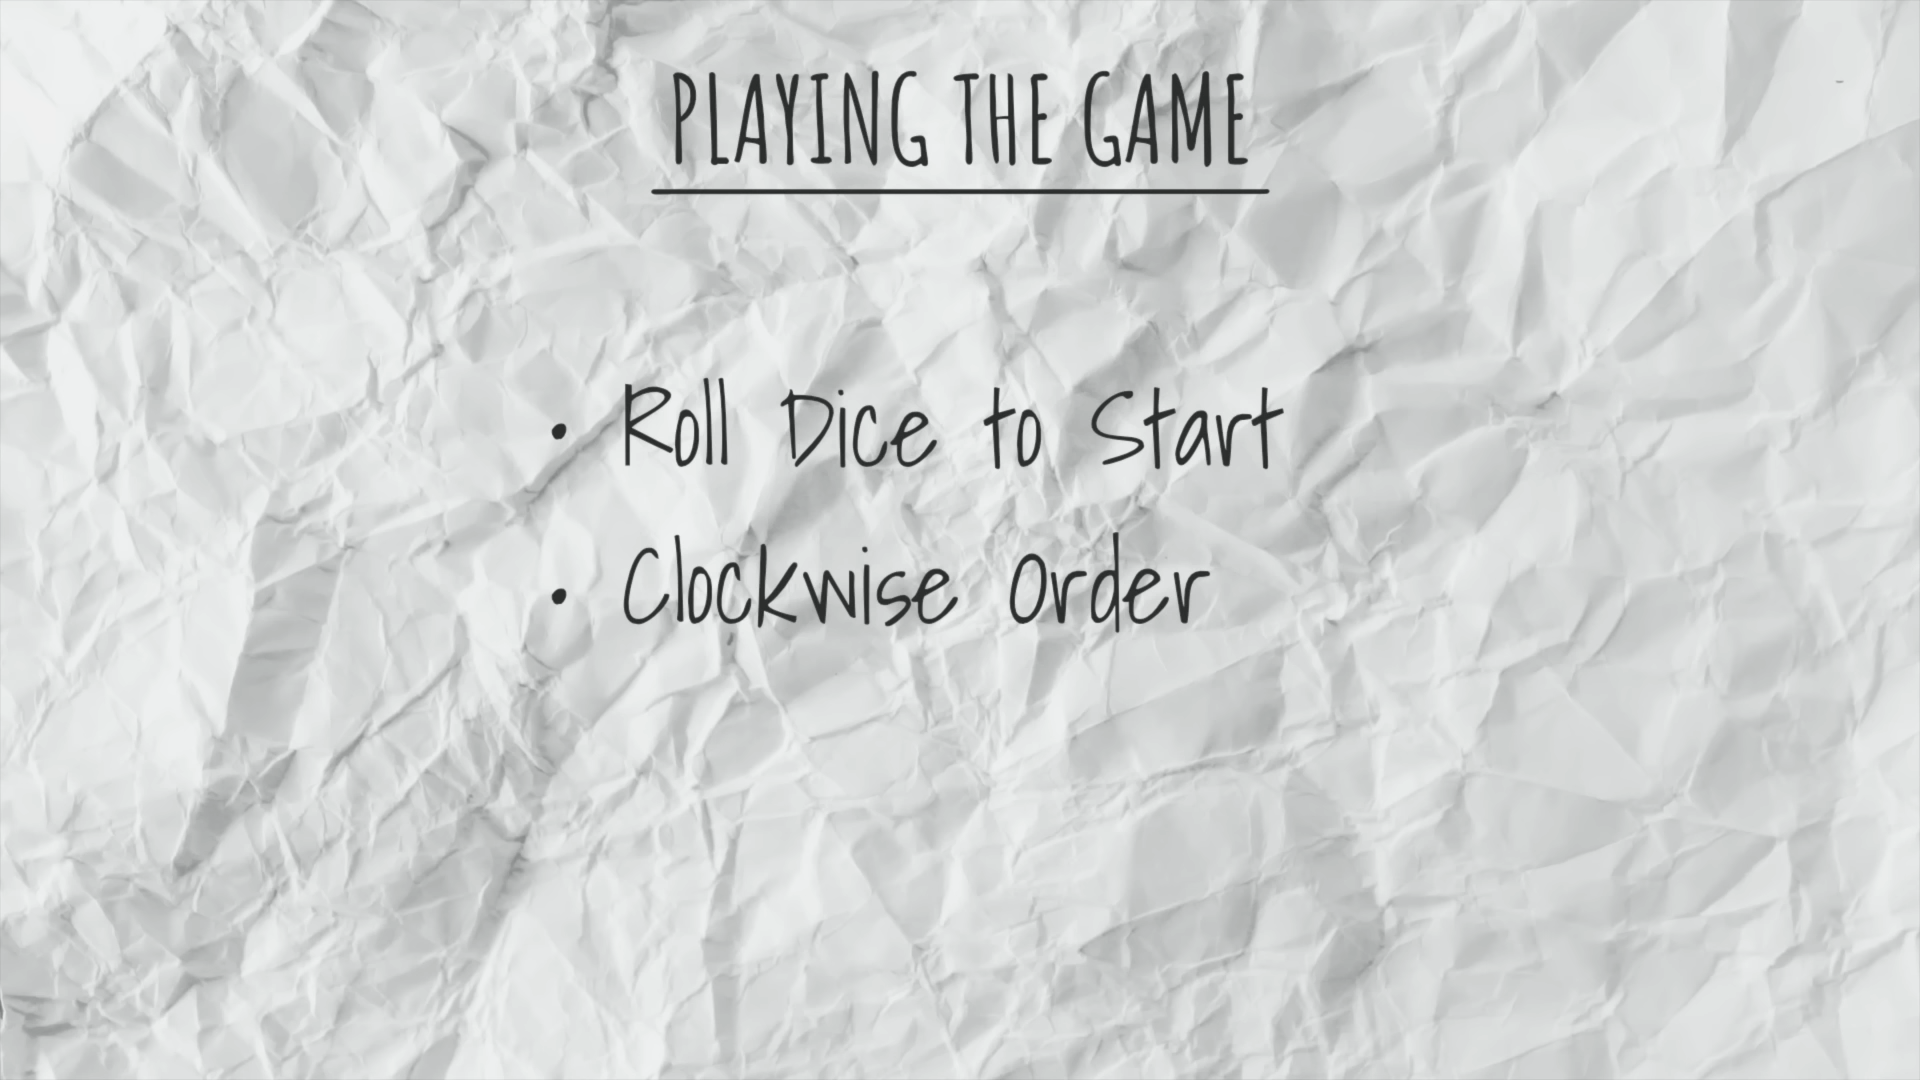 PLAYING THE GAME
• Roll Dice to Start
• Clockwise Order